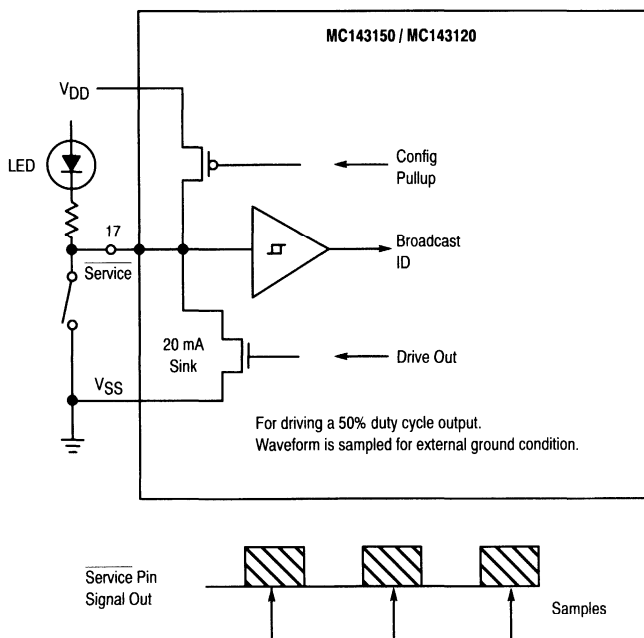 MC143150 / MC143120
VDD
LED
Config
Pullup
17
Service
Broadcast
ID
20 mA
Sink
Drive Out
VSS
For driving a 50% duty cycle output.
Waveform is sampled for external ground condition.
Service Pin
Signal Out
Samples